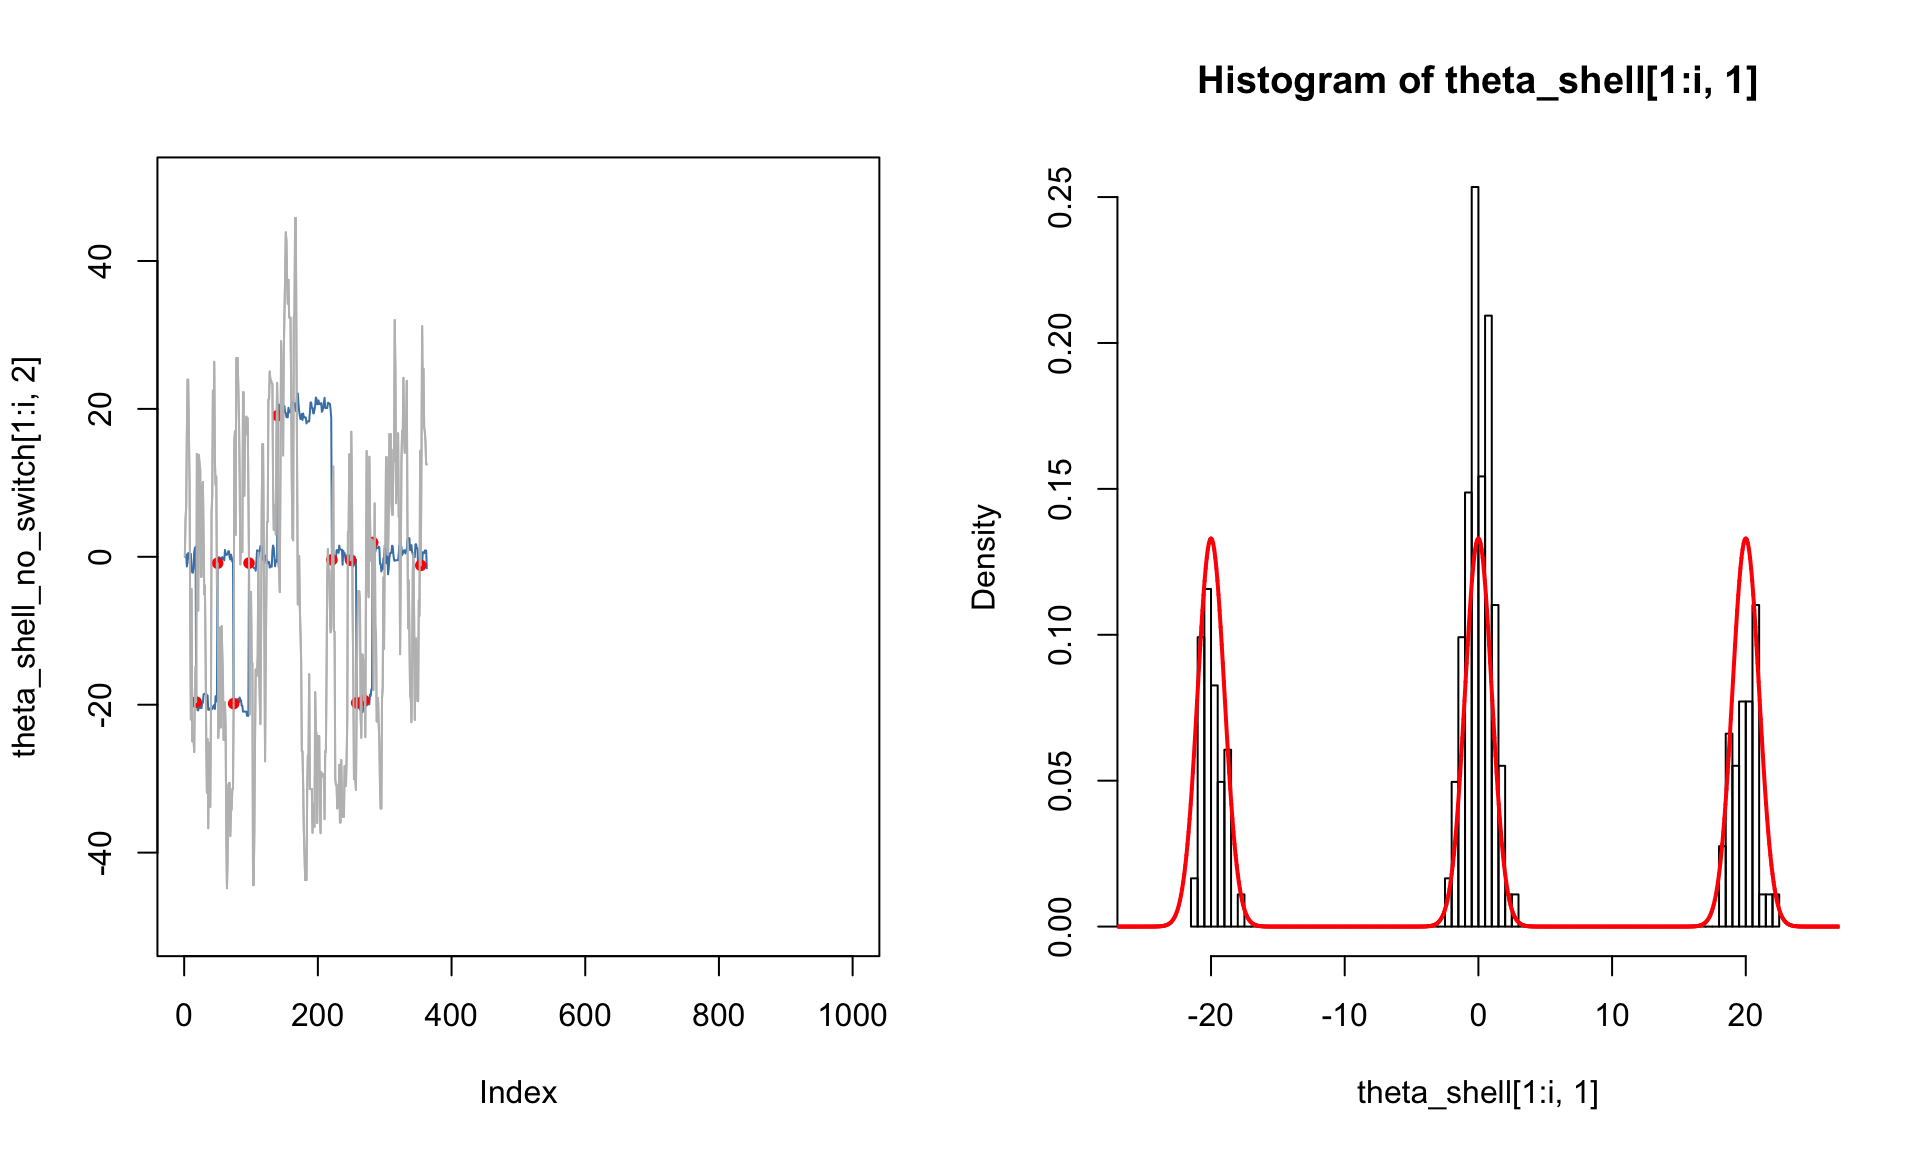 theta_shell_no_switch[1:i, 2]
40
20
0
-20
-40
0 200 400 600 800 1000
Index
Histogram of theta_shell[1:i, 1]
Density
0.25
0.20
0.15
0.10
0.05
0.00
-20 -10 0 10 20
theta_shell[1:i, 1]